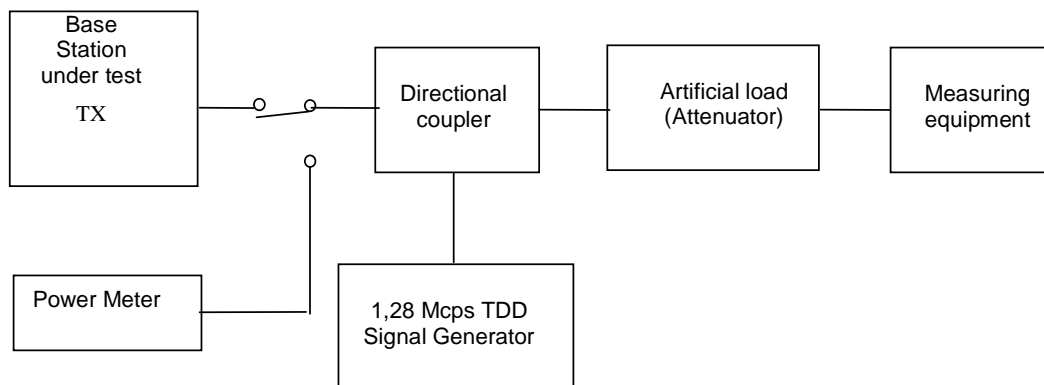 Base
Station
under test
TX
Directional
coupler
Artificial load
(Attenuator)
Measuring
equipment
Power Meter
1,28 Mcps TDD
Signal Generator